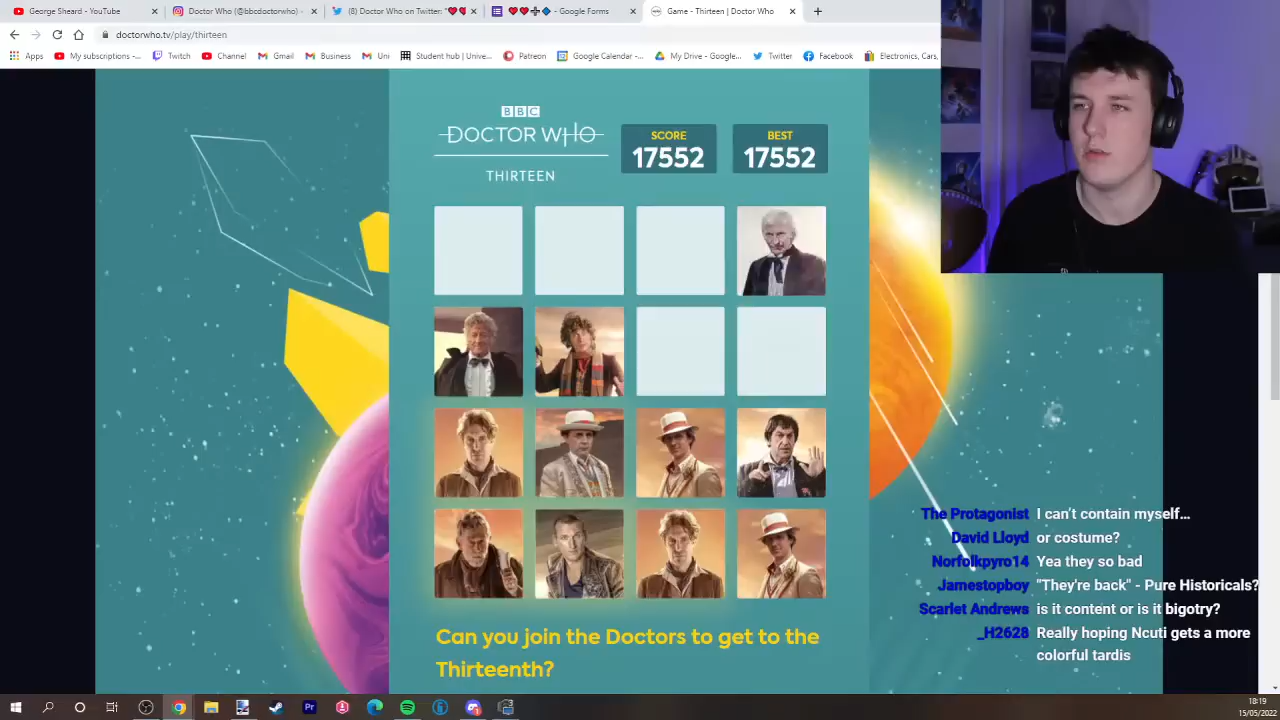 George Sheard - YouTube
Doctor Who (@bbcdoctorwho) -
(8) Doctor Who on Twitter: "
- Google Forms
Game - Thirteen | Doctor Who
doctorwho.tv/play/thirteen
Apps
My subscriptions -...
Twitch
Channel
Gmail
Business
Uni
Student hub | Unive...
Patreon
Google Calendar -...
My Drive - Google...
Twitter
Facebook
Electronics, Cars,
BBC
DOCTOR WHO
THIRTEEN
SCORE
17552
BEST
17552
Can you join the Doctors to get to the
Thirteenth?
The Protagonist I can't contain myself...
David Lloyd or costume?
Norfolkpyro14 Yea they so bad
Jamestopboy "They're back" - Pure Historicals?
Scarlet Andrews is it content or is it bigotry?
_H2628 Really hoping Ncuti gets a more
colorful tardis
Pr
18:19
15/05/2022